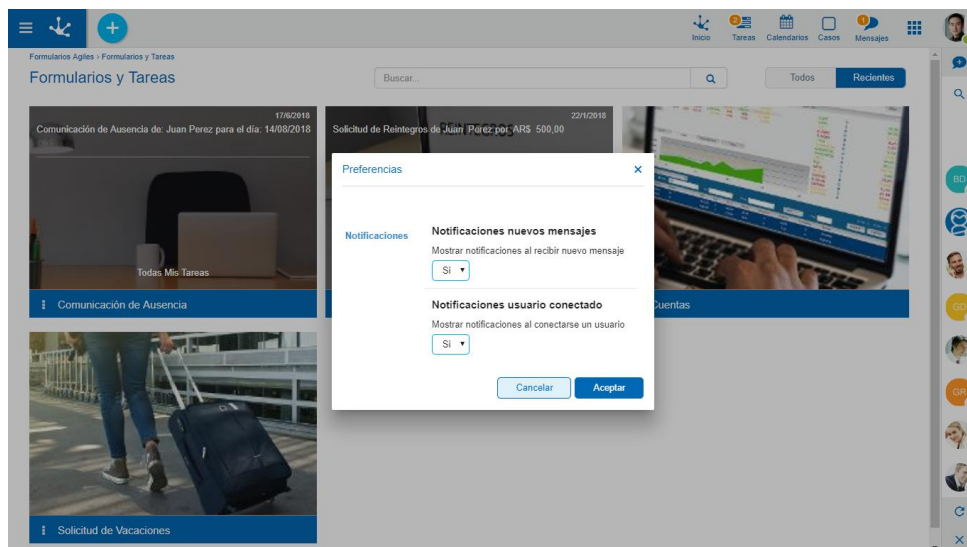 Inicio
2
Tareas
Calendarios
Casos
1
Mensajes
Formularios Agiles › Formularios y Tareas
Formularios y Tareas
Buscar...
Todos
Recientes
17/6/2018
Comunicación de Ausencia de: Juan Perez para el día: 14/08/2018
Todas Mis Tareas
Comunicación de Ausencia
22/1/2018
Solicitud de Reintegros de Juan Perez por: AR$ 500,00
REINTEGROS
Cuentas
Solicitud de Vacaciones
Preferencias
Notificaciones
Notificaciones nuevos mensajes
Mostrar notificaciones al recibir nuevo mensaje
Si
Notificaciones usuario conectado
Mostrar notificaciones al conectarse un usuario
Si
Cancelar
Aceptar
BD
GD
GR